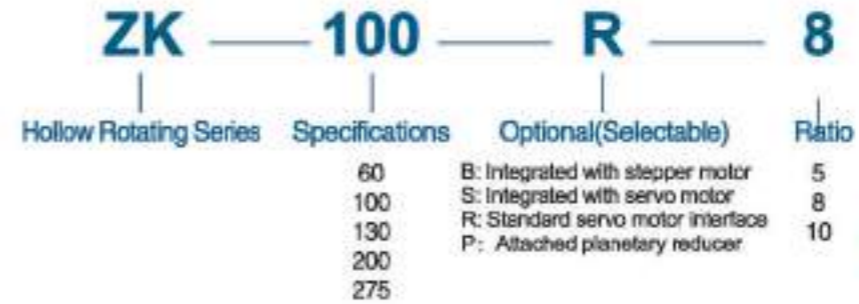 ZK — 100 — R — 8
Hollow Rotating Series Specifications Optional(Selectable) Ratio
60 B: Integrated with stepper motor 5
100 S: Integrated with servo motor 8
130 R: Standard servo motor interface 10
200 P: Attached planetary reducer
275